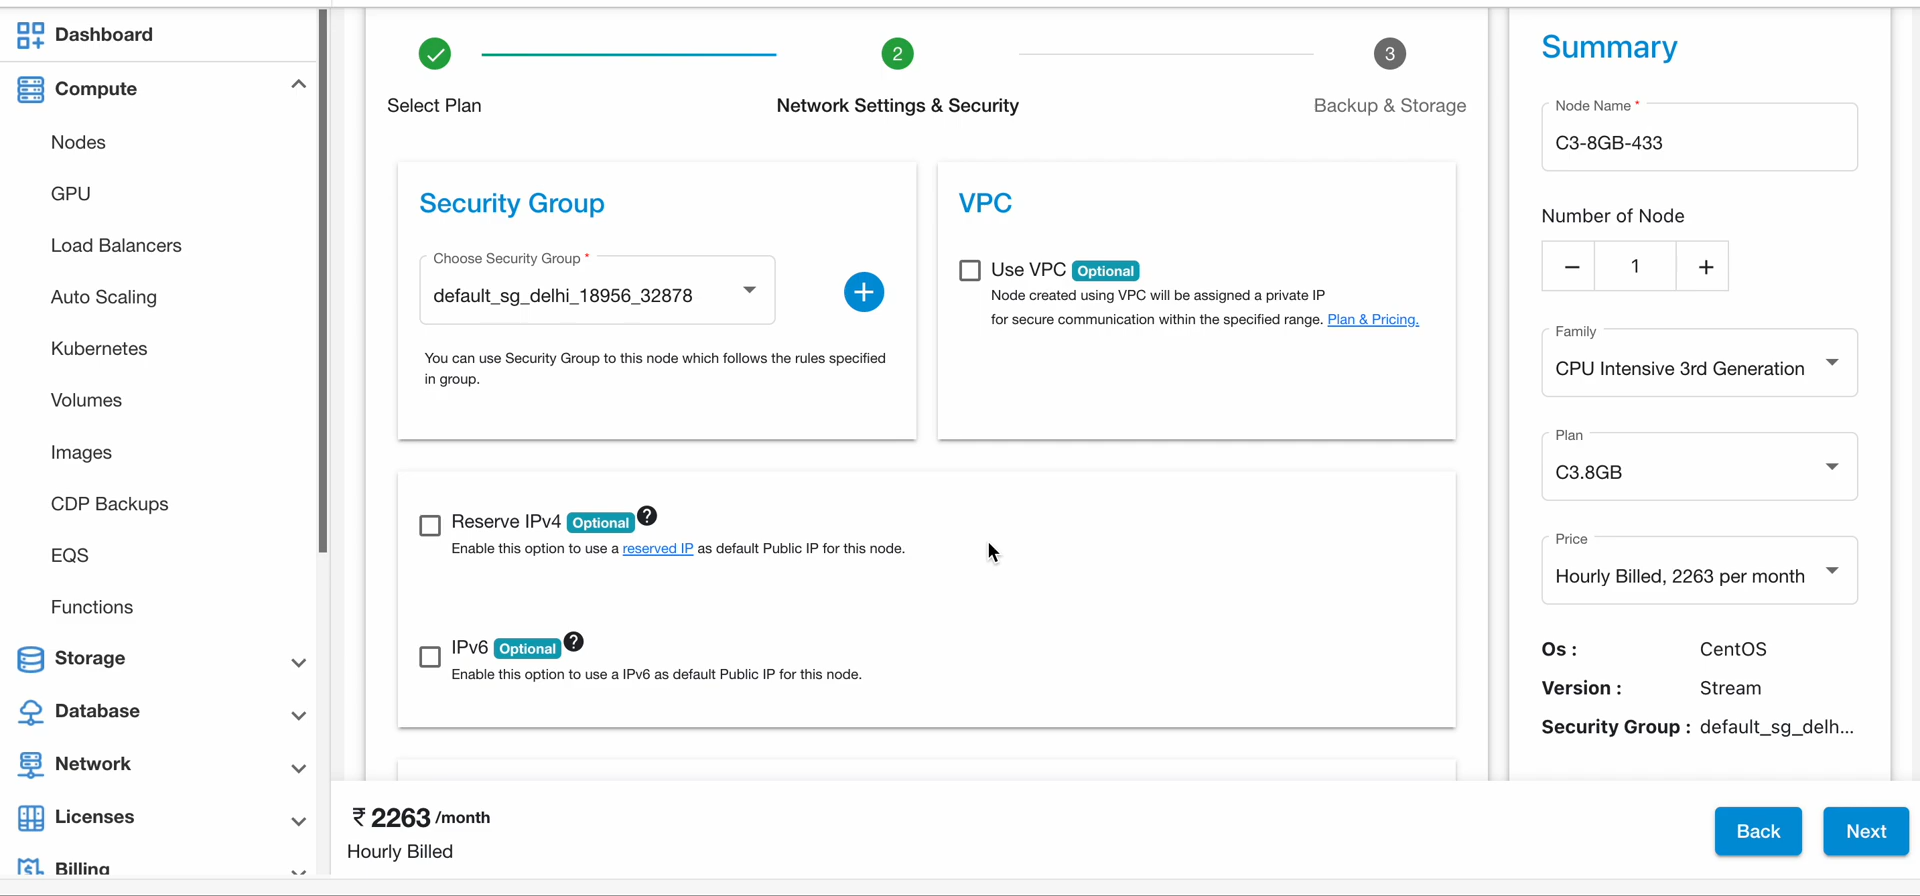 Dashboard
Compute
Nodes
GPU
Load Balancers
Auto Scaling
Kubernetes
Volumes
Images
CDP Backups
EQS
Functions
Storage
Database
Network
Licenses
Billing
2
3
Select Plan
Network Settings & Security
Backup & Storage
Security Group
Choose Security Group *
default_sg_delhi_18956_32878
+
You can use Security Group to this node which follows the rules specified
in group.
VPC
Use VPC Optional
Node created using VPC will be assigned a private IP
for secure communication within the specified range. Plan & Pricing.
Reserve IPv4 Optional ?
Enable this option to use a reserved IP as default Public IP for this node.
IPv6 Optional ?
Enable this option to use a IPv6 as default Public IP for this node.
Summary
Node Name *
C3-8GB-433
Number of Node
− 1 +
Family
CPU Intensive 3rd Generation
Plan
C3.8GB
Price
Hourly Billed, 2263 per month
Os : CentOS
Version : Stream
Security Group : default_sg_delh...
₹ 2263 /month
Hourly Billed
Back
Next